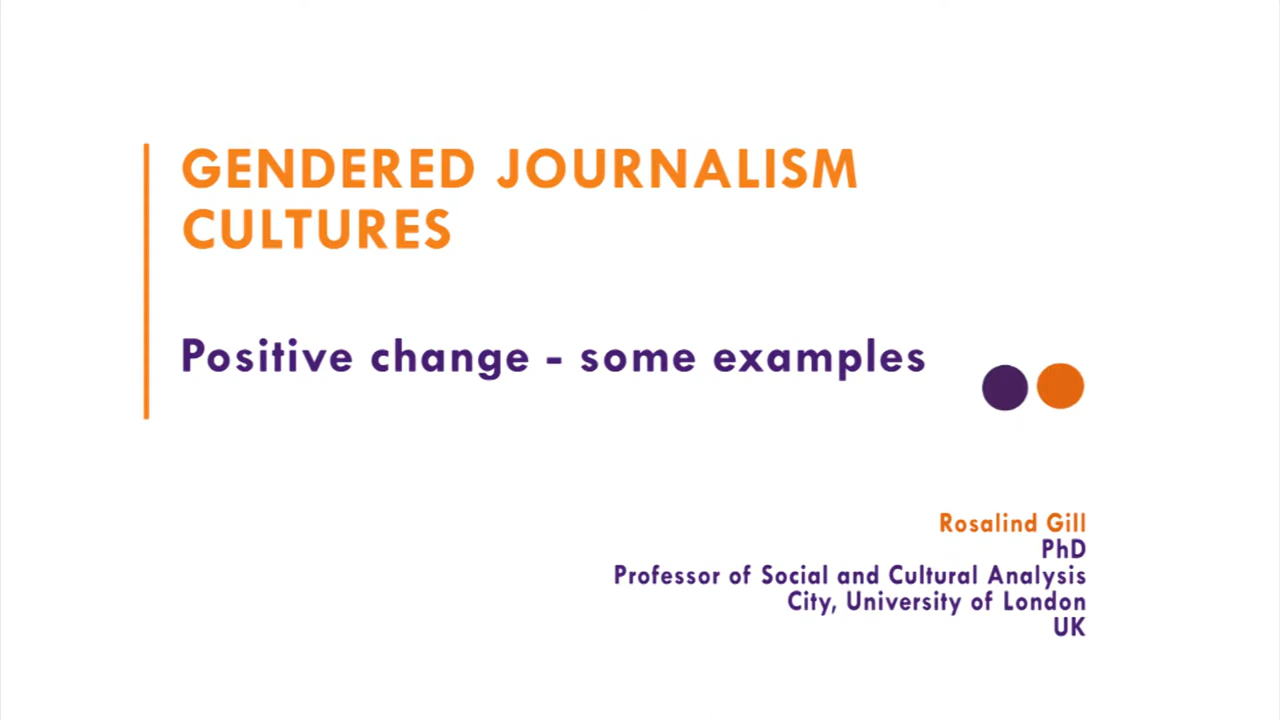 GENDERED JOURNALISM
CULTURES
Positive change - some examples
Rosalind Gill
PhD
Professor of Social and Cultural Analysis
City, University of London
UK